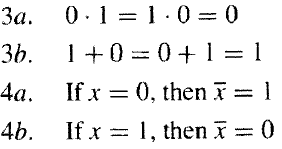 3a. 0 · 1 = 1 · 0 = 0
3b. 1 + 0 = 0 + 1 = 1
4a. If x = 0, then x̅ = 1
4b. If x = 1, then x̅ = 0